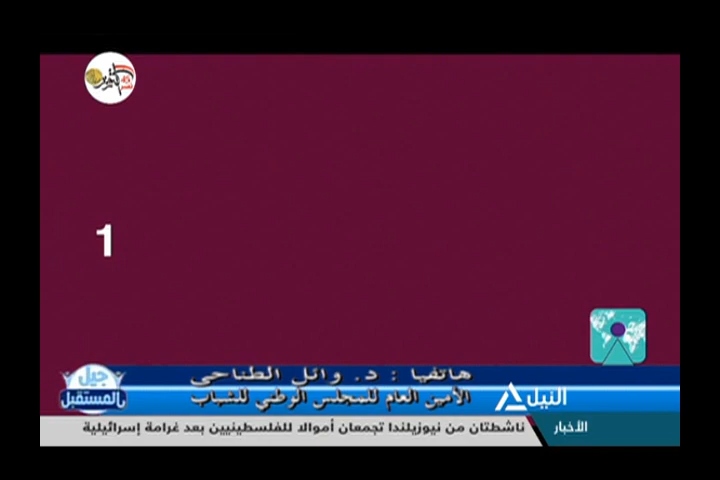 1
هاتفيا : د. وائل الطناحى
الأمين العام للمجلس الوطني للشباب
جيل
المستقبل
النيل
الأخبار
ناشطتان من نيوزيلندا تجمعان أموالا للفلسطينيين بعد غرامة إسرائيلية